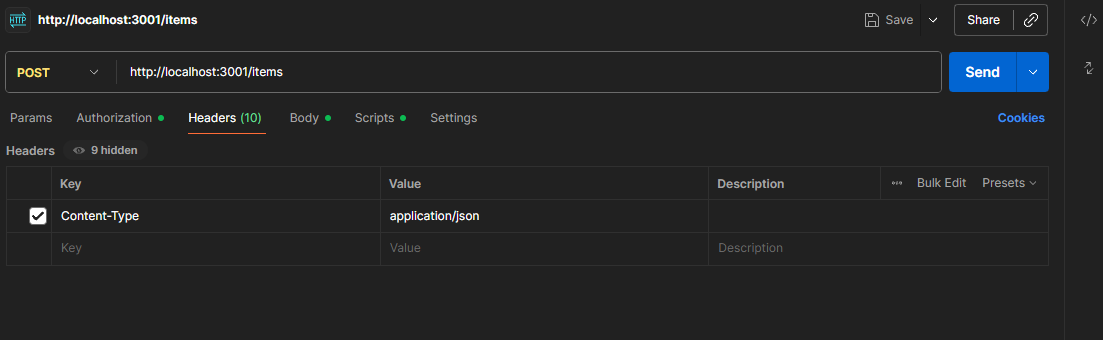 HTTP http://localhost:3001/items Save Share </>
POST http://localhost:3001/items Send
Params Authorization Headers (10) Body Scripts Settings Cookies
Headers 9 hidden
Key Value Description Bulk Edit Presets
Content-Type application/json
Key Value Description